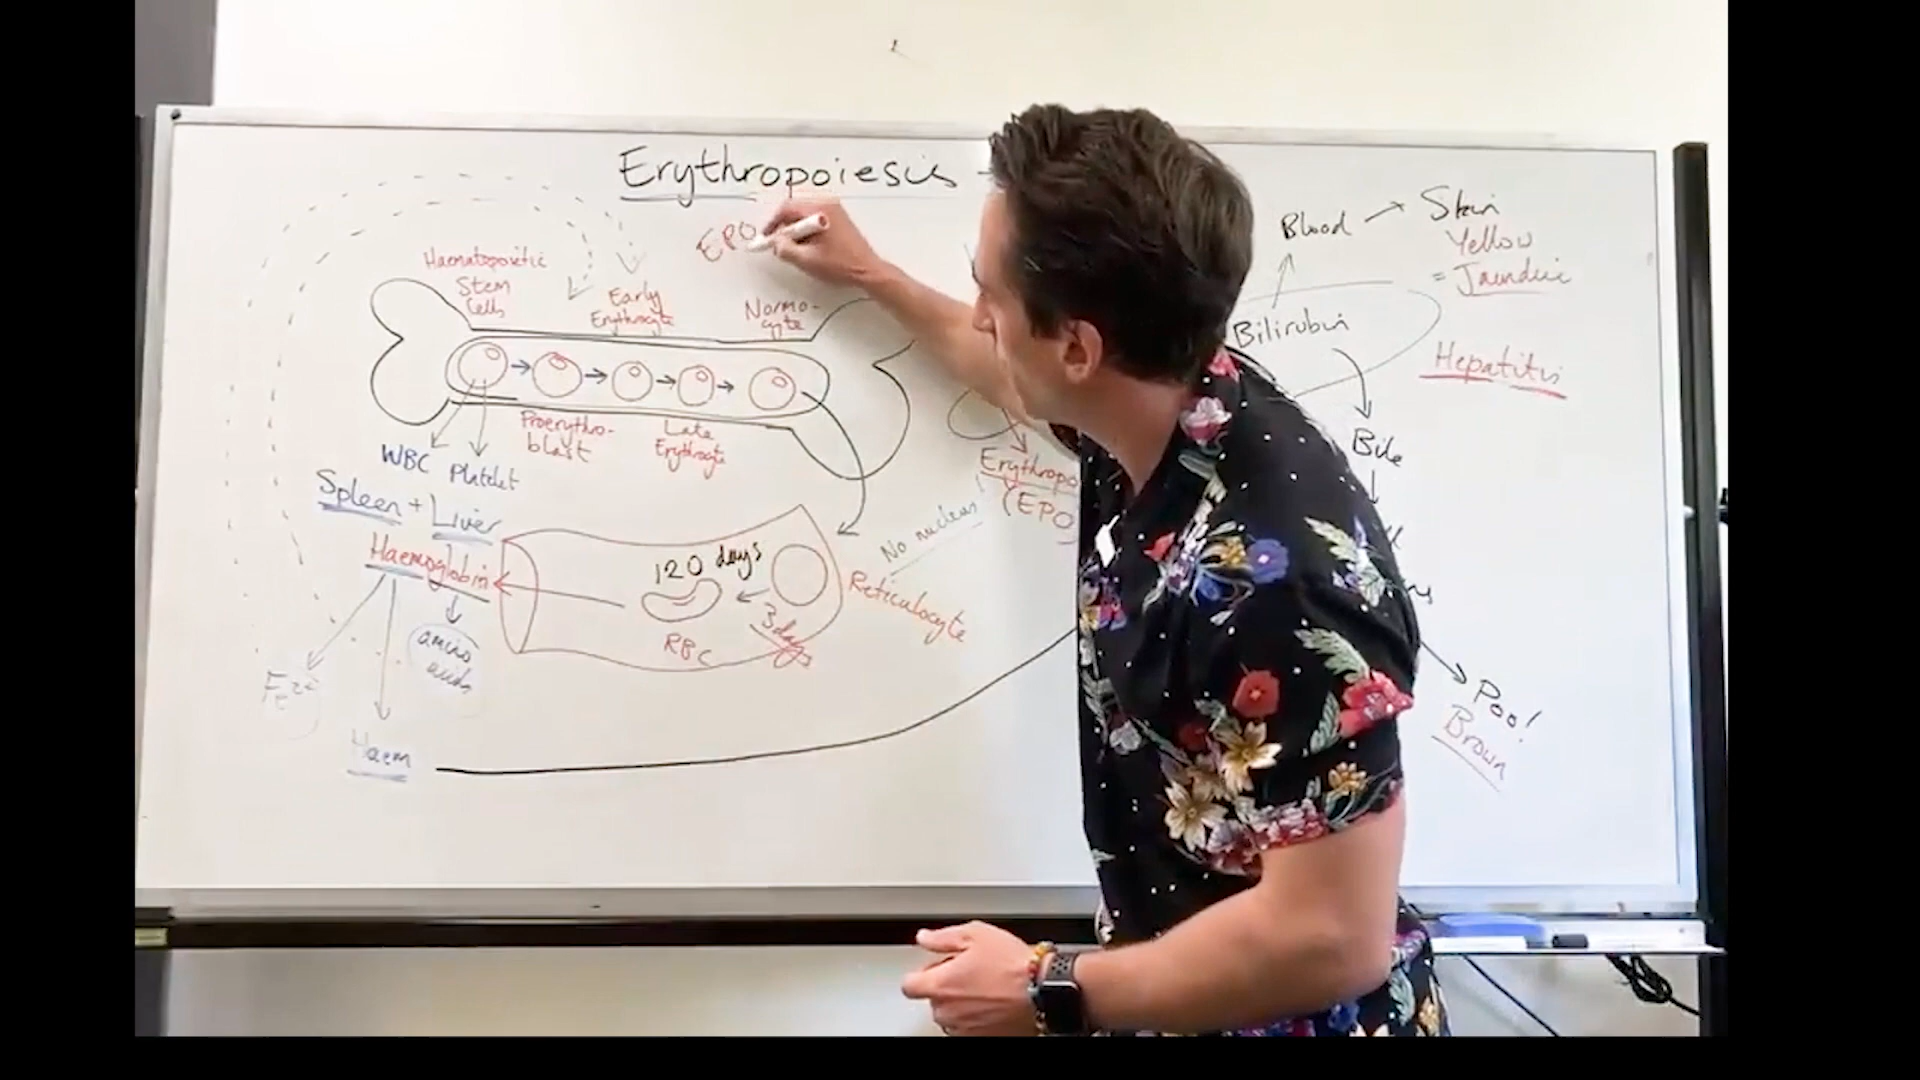 Erythropoiesis -
EPO
Haematopoietic
Stem
Cells
Early
Erythrocyte
Normo-
cyte
Proerythro-
blast
Late
Erythrocyte
WBC Platelet
Spleen + Liver
Haemoglobin
120 days
3 days
RBC
Reticulocyte
No nucleus
Erythropo
(EPO)
amino
acids
Fe2+
Haem
Blood → Skin
Yellow
= Jaundice
Bilirubin
Hepatitis
Bile
Poo!
Brown